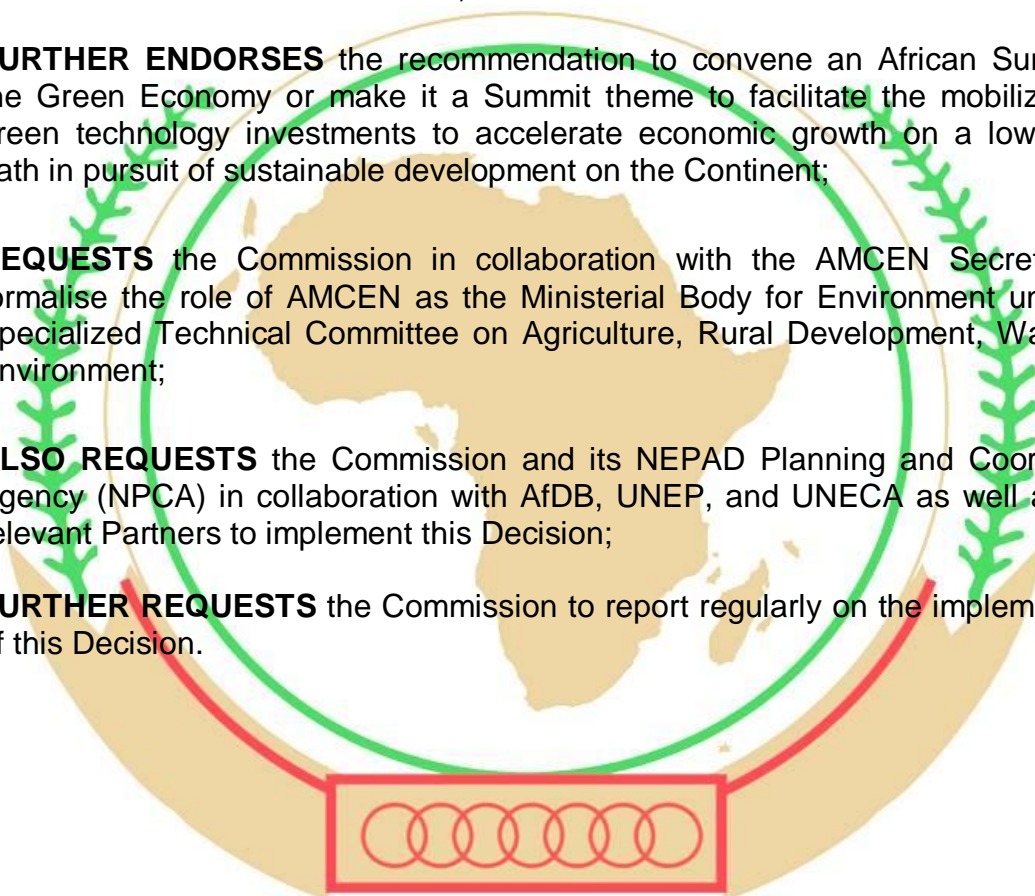 URTHER ENDORSES the recommendation to convene an African Su
he Green Economy or make it a Summit theme to facilitate the mobiliz
reen technology investments to accelerate economic growth on a low
ath in pursuit of sustainable development on the Continent;
EQUESTS the Commission in collaboration with the AMCEN Secret
ormalise the role of AMCEN as the Ministerial Body for Environment u
pecialized Technical Committee on Agriculture, Rural Development, Wa
nvironment;
LSO REQUESTS the Commission and its NEPAD Planning and Coor
gency (NPCA) in collaboration with AfDB, UNEP, and UNECA as well a
elevant Partners to implement this Decision;
URTHER REQUESTS the Commission to report regularly on the implem
f this Decision.